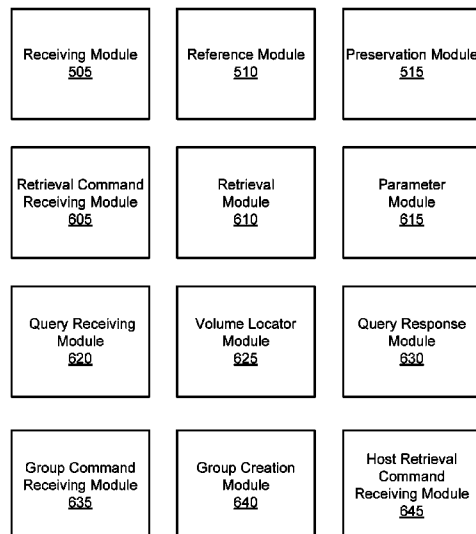 Receiving Module
505
Reference Module
510
Preservation Module
515
Retrieval Command
Receiving Module
605
Retrieval
Module
610
Parameter
Module
615
Query Receiving
Module
620
Volume Locator
Module
625
Query Response
Module
630
Group Command
Receiving Module
635
Group Creation
Module
640
Host Retrieval
Command
Receiving Module
645